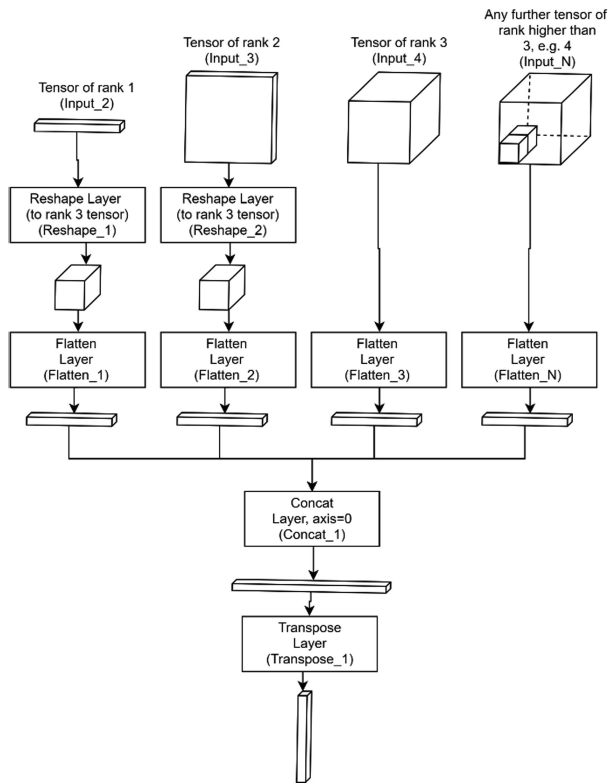 Tensor of rank 1
(Input_2)
Tensor of rank 2
(Input_3)
Tensor of rank 3
(Input_4)
Any further tensor of
rank higher than
3, e.g. 4
(Input_N)
Reshape Layer
(to rank 3 tensor)
(Reshape_1)
Reshape Layer
(to rank 3 tensor)
(Reshape_2)
Flatten
Layer
(Flatten_1)
Flatten
Layer
(Flatten_2)
Flatten
Layer
(Flatten_3)
Flatten
Layer
(Flatten_N)
Concat
Layer, axis=0
(Concat_1)
Transpose
Layer
(Transpose_1)